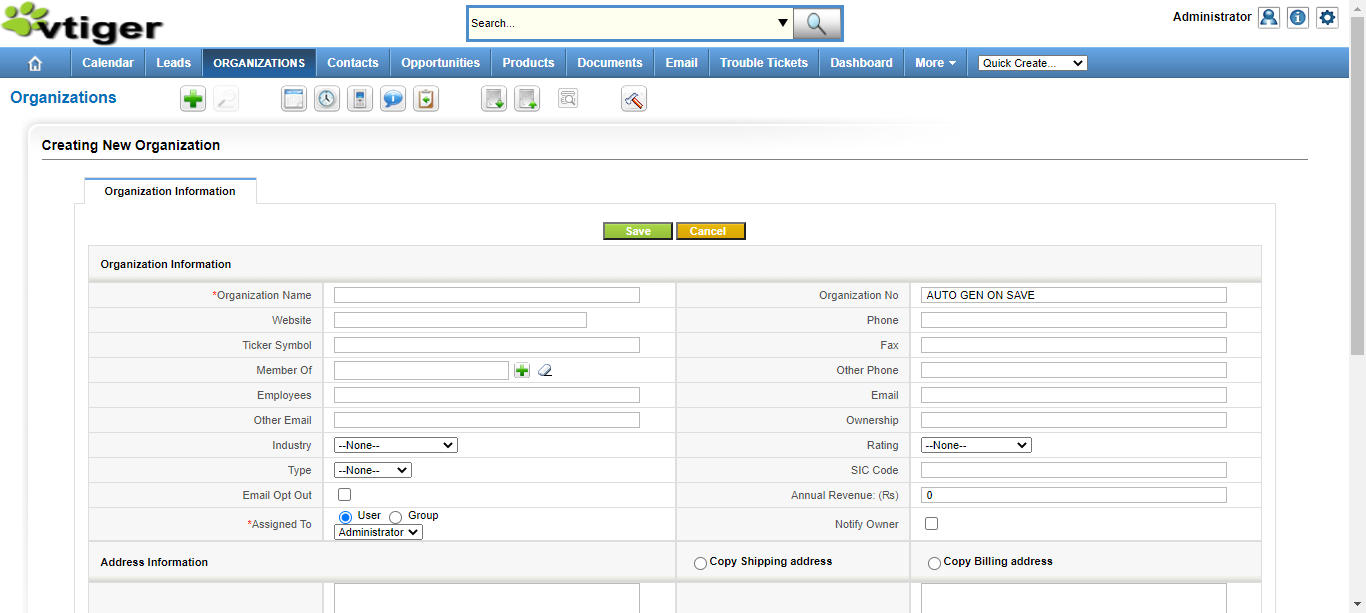 vtiger
Search...
Administrator
Calendar Leads ORGANIZATIONS Contacts Opportunities Products Documents Email Trouble Tickets Dashboard More Quick Create...
Organizations
Creating New Organization
Organization Information
Save Cancel
Organization Information
*Organization Name Organization No AUTO GEN ON SAVE
Website Phone
Ticker Symbol Fax
Member Of Other Phone
Employees Email
Other Email Ownership
Industry --None-- Rating --None--
Type --None-- SIC Code
Email Opt Out Annual Revenue: (Rs) 0
*Assigned To User Group Notify Owner
Administrator
Address Information Copy Shipping address Copy Billing address